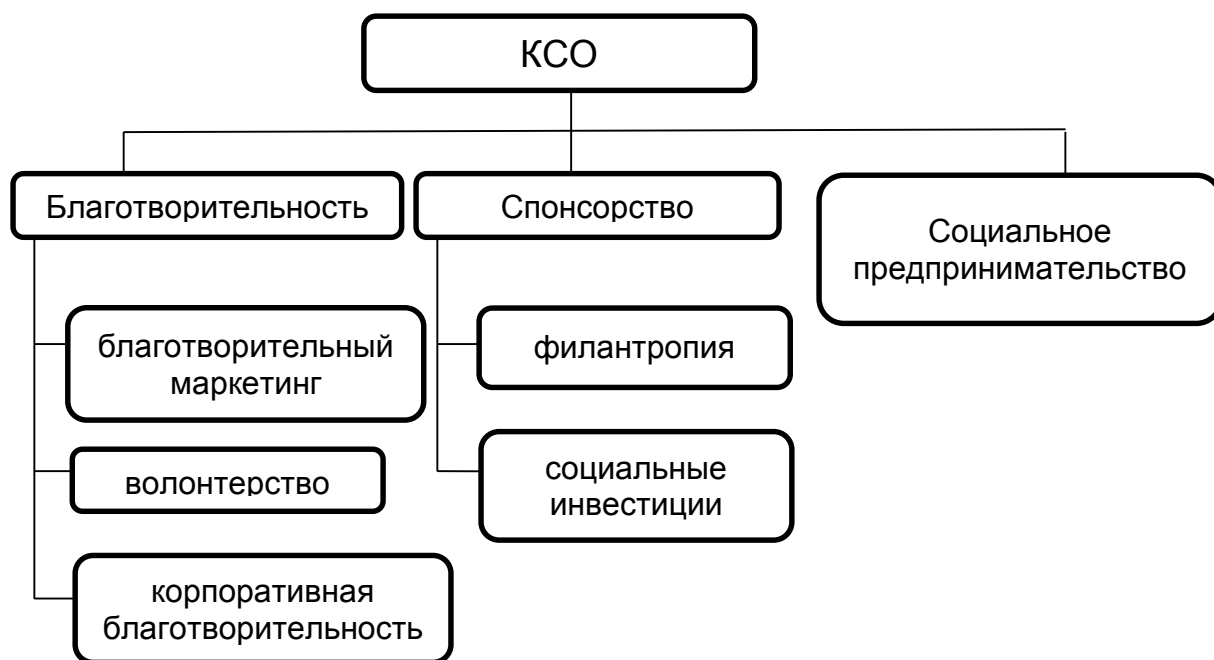 КСО
Благотворительность
Спонсорство
Социальное
предпринимательство
благотворительный
маркетинг
филантропия
волонтерство
социальные
инвестиции
корпоративная
благотворительность